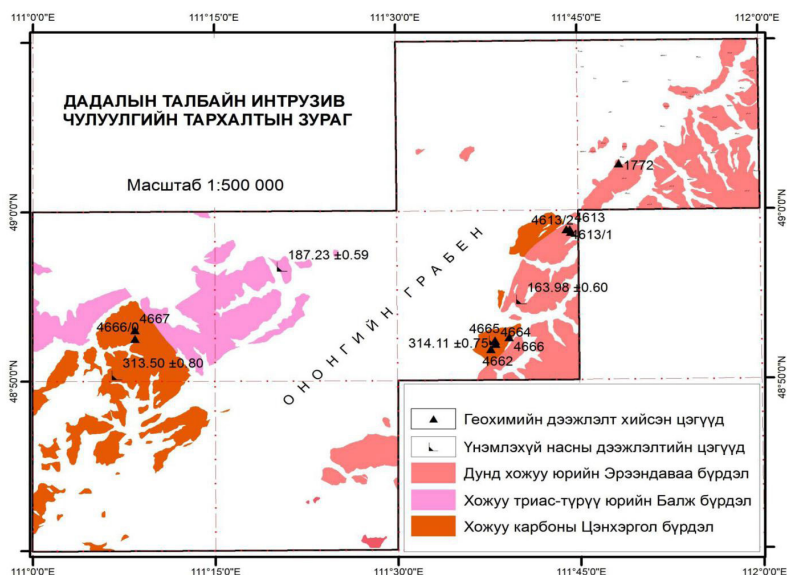 111°0'0"E 111°15'0"E 111°30'0"E 111°45'0"E 112°0'0"E
ДАДАЛЫН ТАЛБАЙН ИНТРУЗИВ
ЧУЛУУЛГИЙН ТАРХАЛТЫН ЗУРАГ
Масштаб 1:500 000
1772
49°0'0"N
49°0'0"N
4613/2 4613
4613/1
187.23 ±0.59
ОНОНГИЙН ГРАБЕН
163.98 ±0.60
4667
4666/0
4665 4664
314.11 ±0.75
4666
4662
313.50 ±0.80
48°50'0"N
48°50'0"N
Геохимийн дээжлэлт хийсэн цэгүүд
Үнэмлэхүй насны дээжлэлтийн цэгүүд
Дунд хожуу юрийн Эрээндаваа бүрдэл
Хожуу триас-түрүү юрийн Балж бүрдэл
Хожуу карбоны Цэнхэргол бүрдэл
111°0'0"E 111°15'0"E 111°30'0"E 111°45'0"E 112°0'0"E